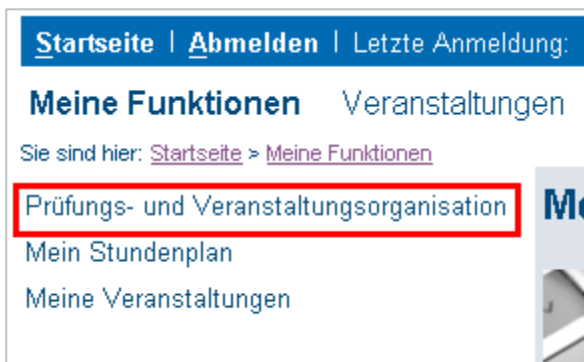 Startseite | Abmelden | Letzte Anmeldung:
Meine Funktionen Veranstaltungen
Sie sind hier: Startseite > Meine Funktionen
Prüfungs- und Veranstaltungsorganisation
Mein Stundenplan
Meine Veranstaltungen